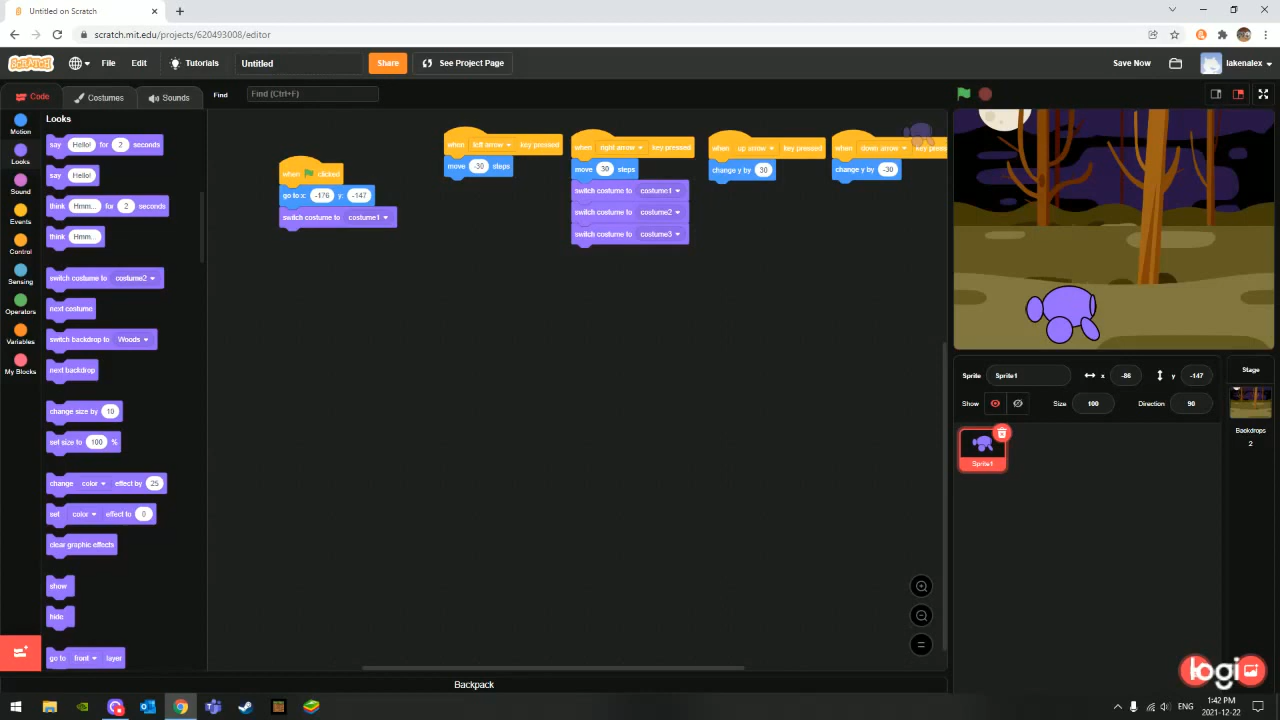 Untitled on Scratch
scratch.mit.edu/projects/620493008/editor
SCRATCH
File
Edit
Tutorials
Untitled
Share
See Project Page
Save Now
lakenalex
Code
Costumes
Sounds
Find
Find (Ctrl+F)
Motion
Looks
Sound
Events
Control
Sensing
Operators
Variables
My Blocks
Looks
say Hello! for 2 seconds
say Hello!
think Hmm... for 2 seconds
think Hmm...
switch costume to costume2
next costume
switch backdrop to Woods
next backdrop
change size by 10
set size to 100 %
change color effect by 25
set color effect to 0
clear graphic effects
show
hide
go to front layer
when clicked
go to x: -176 y: -147
switch costume to costume1
when left arrow key pressed
move -30 steps
when right arrow key pressed
move 30 steps
switch costume to costume1
switch costume to costume2
switch costume to costume3
when up arrow key pressed
change y by 30
when down arrow key press
change y by -30
Backpack
Sprite Sprite1 x -86 y -147
Show Size 100 Direction 90
Sprite1
Stage
Backdrops
2
logi
ENG
1:42 PM
2021-12-22